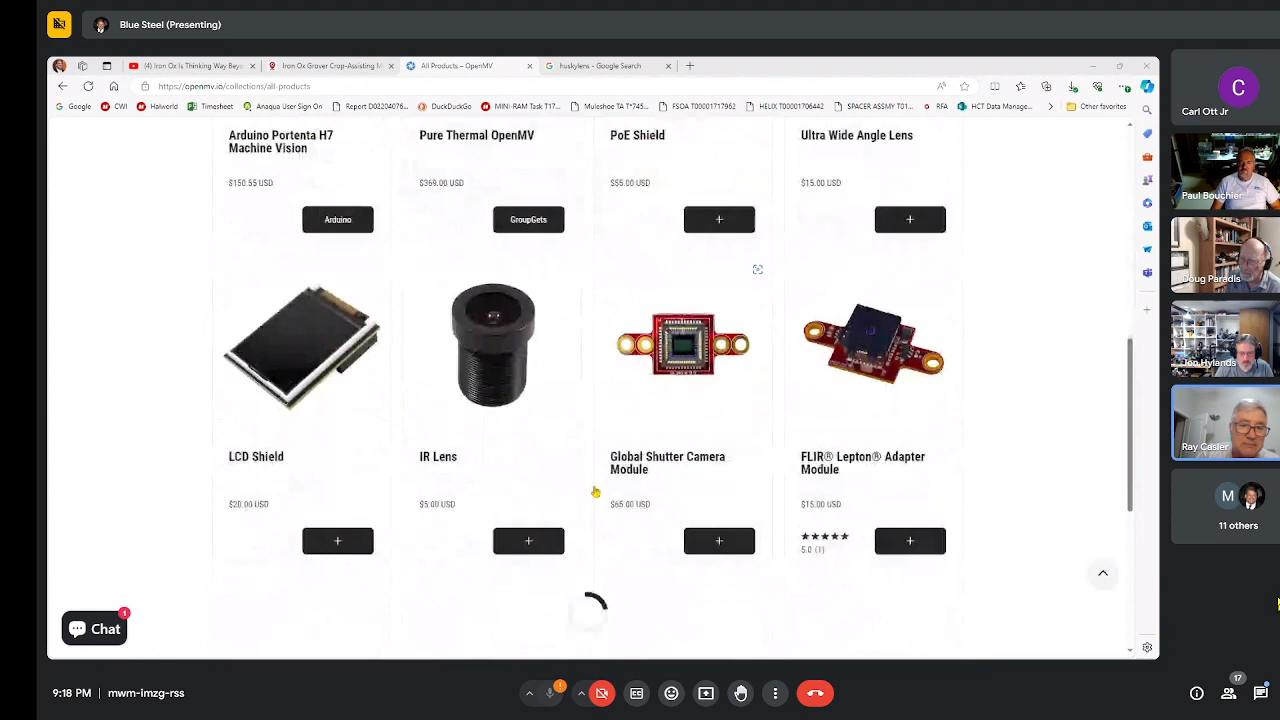 Blue Steel (Presenting)
(4) Iron Ox Is Thinking Way Bey
Iron Ox Grover Crop-Assisting M
All Products – OpenMV
huskylens - Google Search
https://openmv.io/collections/all-products
Google
CWI
Halworld
Timesheet
Anaqua User Sign On
Report D02204076...
DuckDuckGo
MINI-RAM Task T17...
Muleshoe TA T*745...
FSOA T00001717962
HELIX T00001706442
SPACER ASSMY T01...
RFA
HCT Data Manage...
Other favorites
Arduino Portenta H7
Machine Vision
Pure Thermal OpenMV
PoE Shield
Ultra Wide Angle Lens
$150.55 USD
$369.00 USD
$55.00 USD
$15.00 USD
Arduino
GroupGets
+
+
LCD Shield
IR Lens
Global Shutter Camera
Module
FLIR® Lepton® Adapter
Module
$20.00 USD
$5.00 USD
$65.00 USD
$15.00 USD
★★★★★
5.0 (1)
+
+
+
+
Chat
1
C
Carl Ott Jr
Paul Bouchier
Doug Paradis
Ray Casler
M
11 others
9:18 PM
mwm-imzg-rss
17